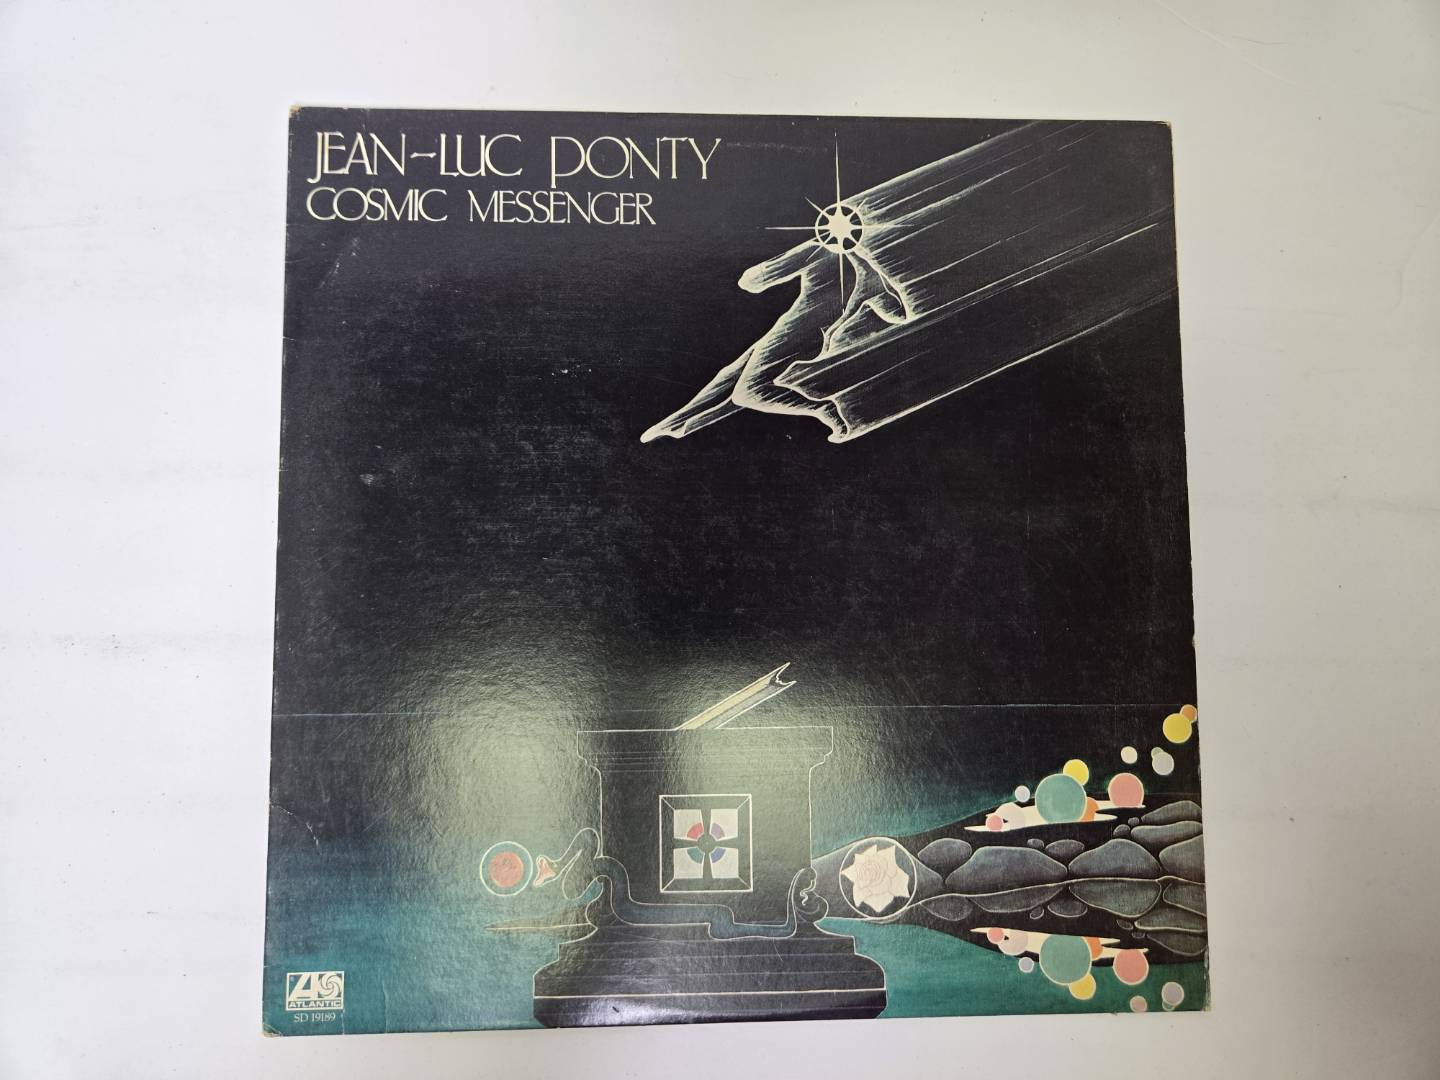 JEAN-LUC PONTY
COSMIC MESSENGER
ATLANTIC
SD 19189